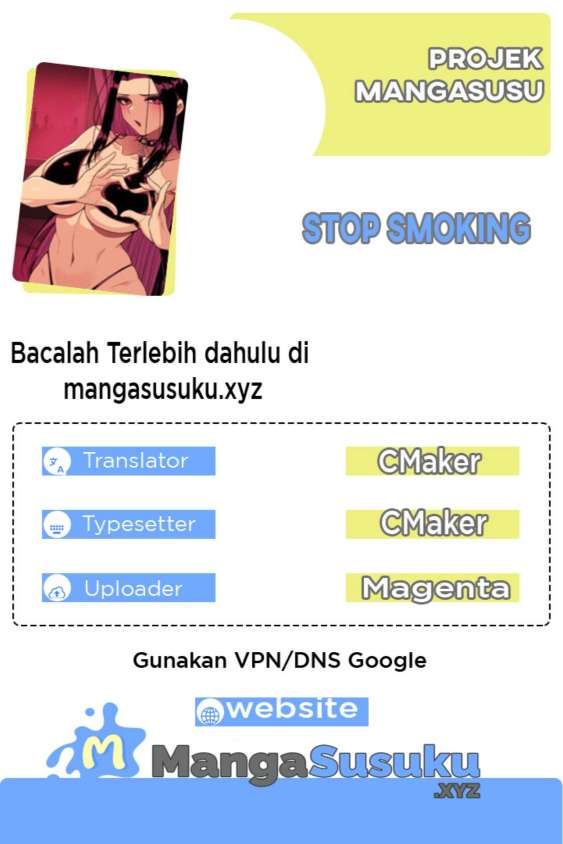 PROJEK
MANGASUSU
STOP SMOKING
Bacalah Terlebih dahulu di
mangasusuku.xyz
Translator CMaker
Typesetter CMaker
Uploader Magenta
Gunakan VPN/DNS Google
website
M MangaSusuku
.XYZ